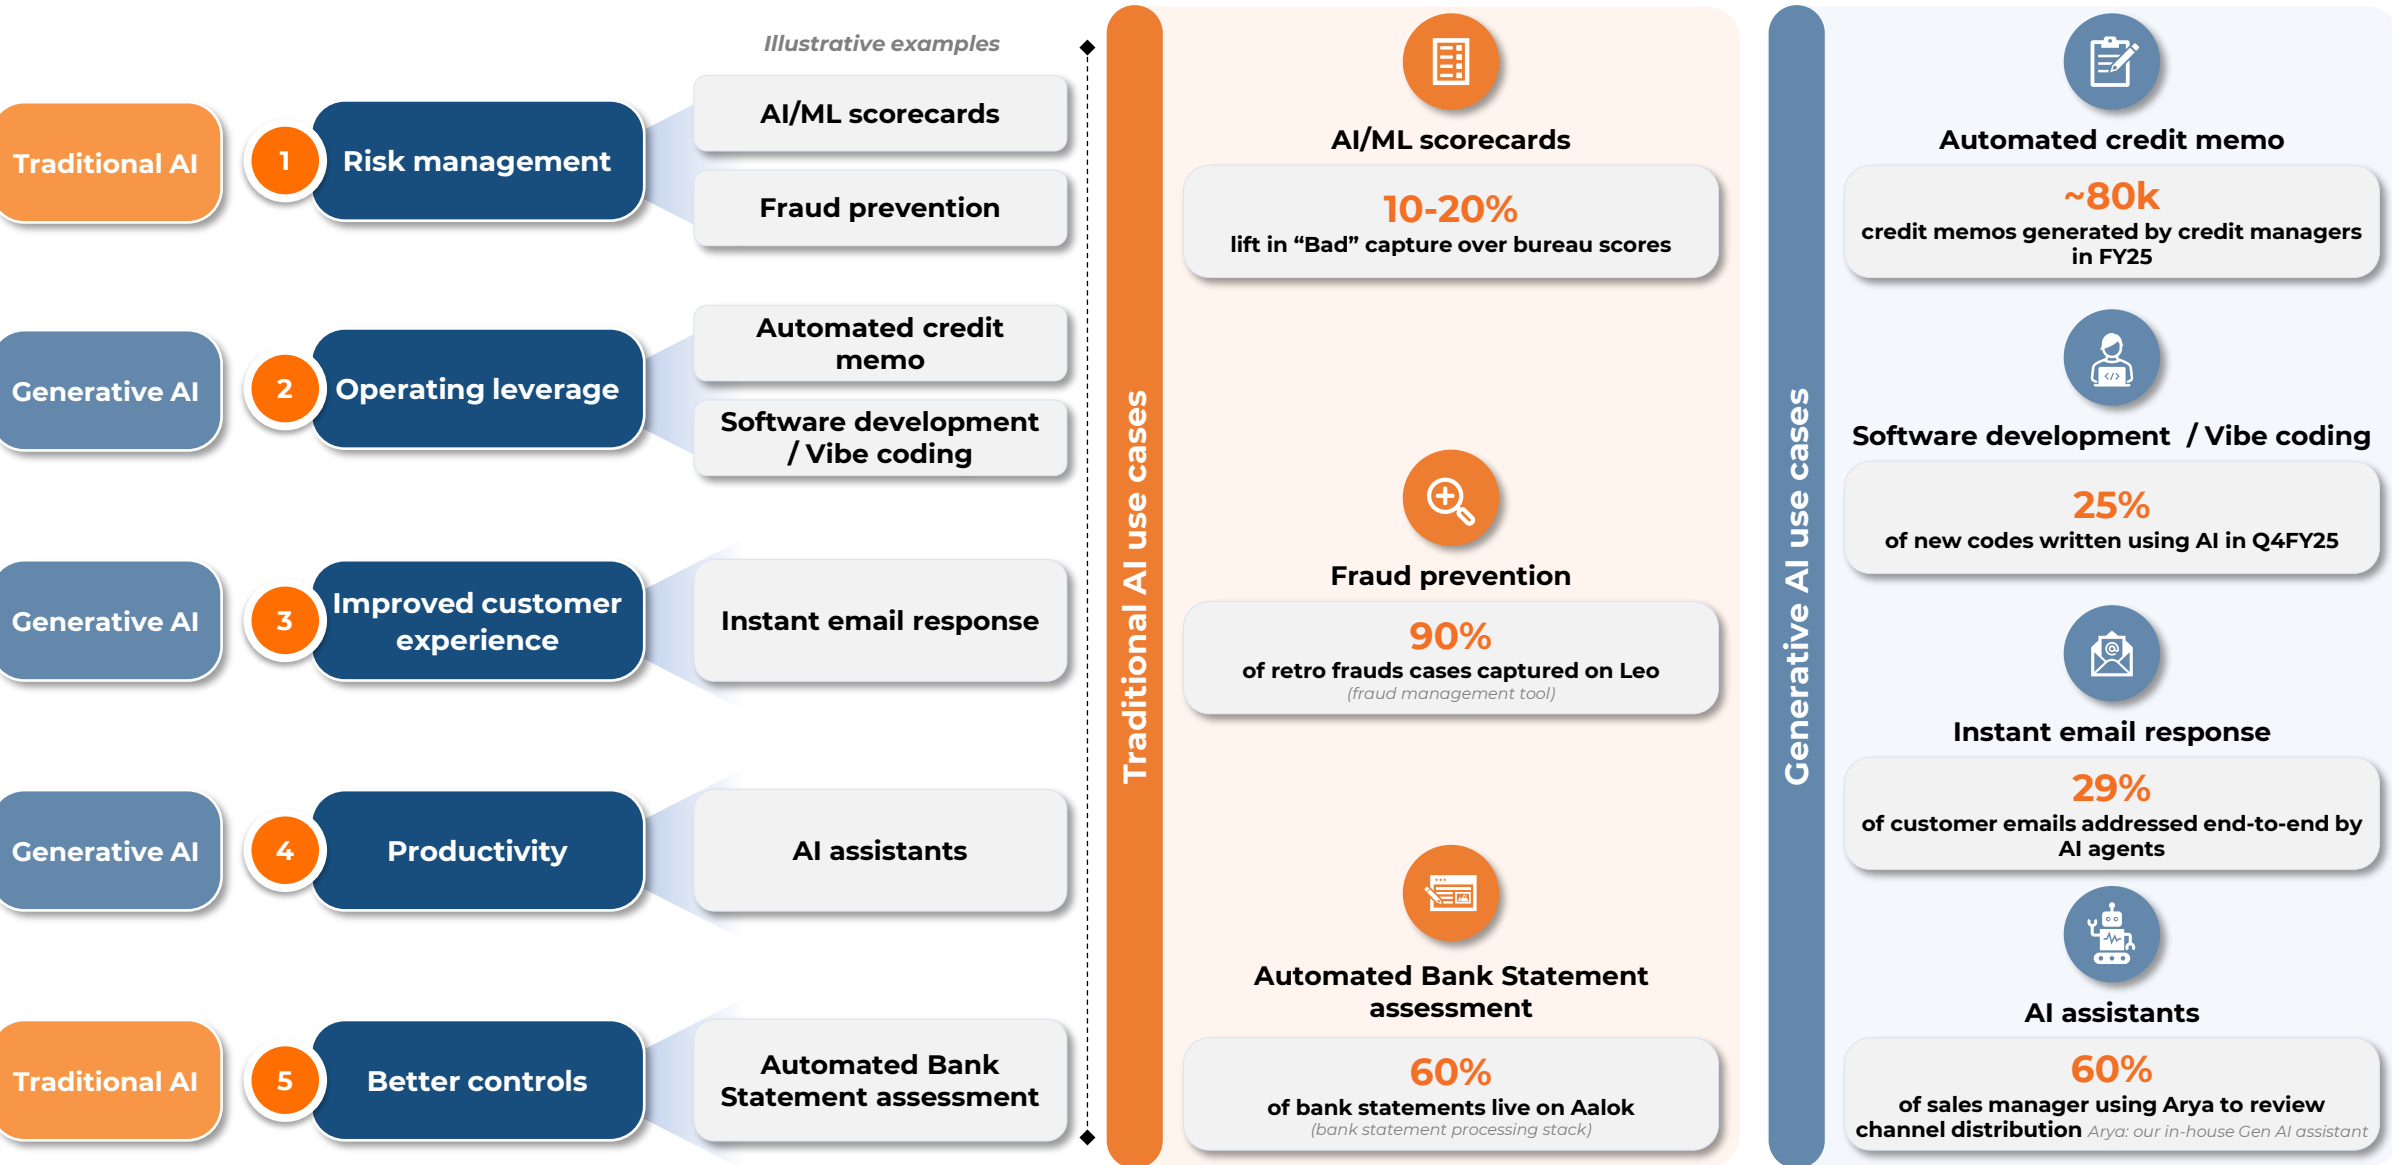 Illustrative examples
Traditional AI
1
Risk management
AI/ML scorecards
Fraud prevention
Generative AI
2
Operating leverage
Automated credit
memo
Software development
/ Vibe coding
Generative AI
3
Improved customer
experience
Instant email response
Generative AI
4
Productivity
AI assistants
Traditional AI
5
Better controls
Automated Bank
Statement assessment
Traditional AI use cases
AI/ML scorecards
10-20%
lift in “Bad” capture over bureau scores
Fraud prevention
90%
of retro frauds cases captured on Leo
(fraud management tool)
Automated Bank Statement
assessment
60%
of bank statements live on Aalok
(bank statement processing stack)
Generative AI use cases
Automated credit memo
~80k
credit memos generated by credit managers
in FY25
Software development / Vibe coding
25%
of new codes written using AI in Q4FY25
Instant email response
29%
of customer emails addressed end-to-end by
AI agents
AI assistants
60%
of sales manager using Arya to review
channel distribution Arya: our in-house Gen AI assistant